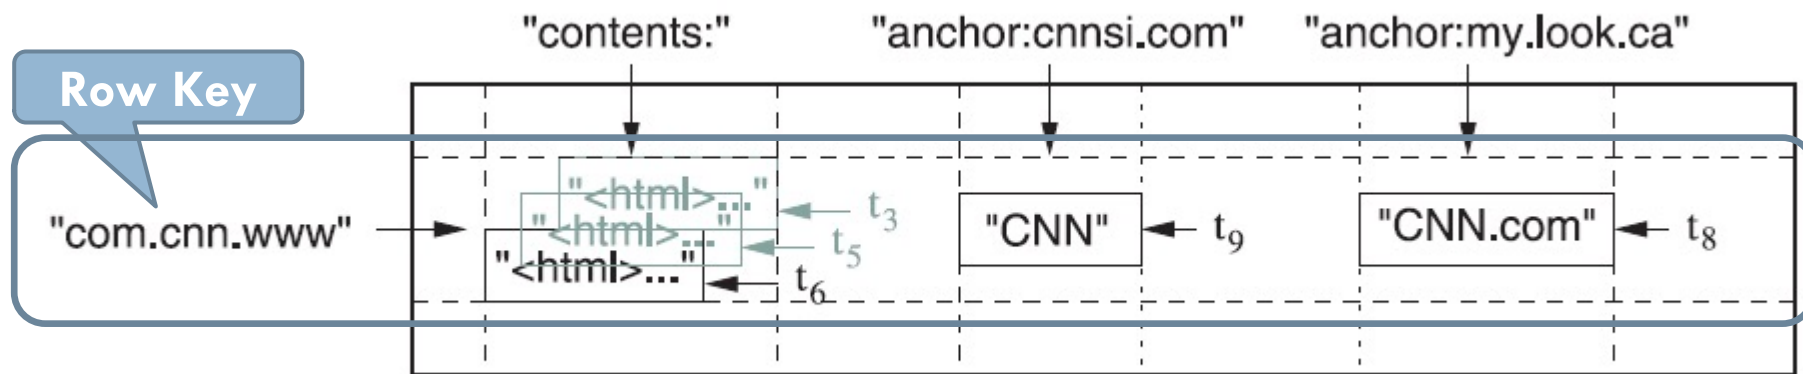 "contents:" "anchor:cnnsi.com" "anchor:my.look.ca"
Row Key
"<html>..." t3
"com.cnn.www" "<html>..." t5 "CNN" t9 "CNN.com" t8
"<html>..." t6